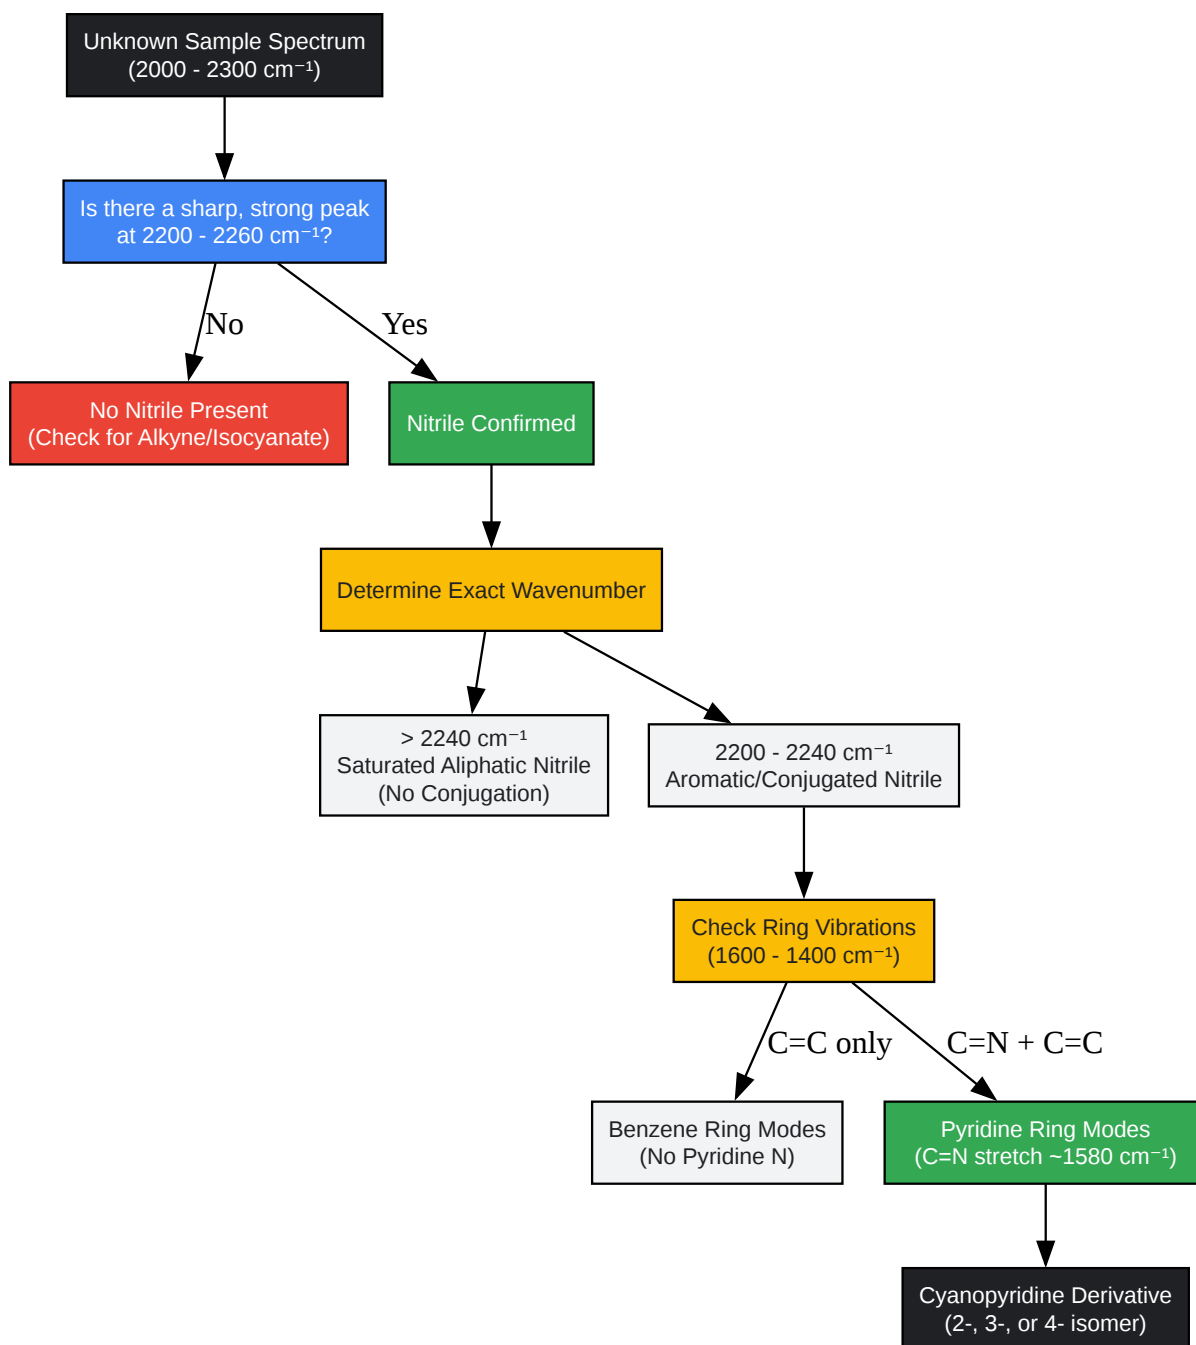 Unknown Sample Spectrum
(2000 - 2300 cm⁻¹)
Is there a sharp, strong peak
at 2200 - 2260 cm⁻¹?
No
Yes
No Nitrile Present
(Check for Alkyne/Isocyanate)
Nitrile Confirmed
Determine Exact Wavenumber
> 2240 cm⁻¹
Saturated Aliphatic Nitrile
(No Conjugation)
2200 - 2240 cm⁻¹
Aromatic/Conjugated Nitrile
Check Ring Vibrations
(1600 - 1400 cm⁻¹)
C=C only
C=N + C=C
Benzene Ring Modes
(No Pyridine N)
Pyridine Ring Modes
(C=N stretch ~1580 cm⁻¹)
Cyanopyridine Derivative
(2-, 3-, or 4- isomer)